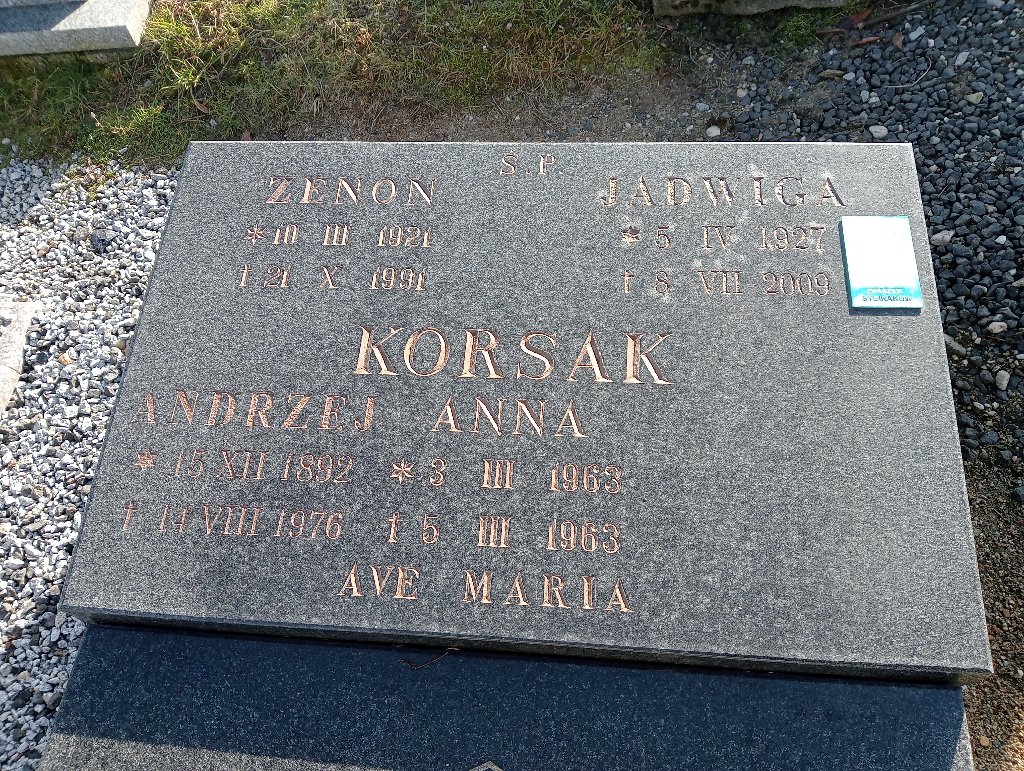 S.P.
ZENON JADWIGA
* 10 III 1921 * 5 IV 1927
† 21 X 1991 † 8 VII 2009
KORSAK
ANDRZEJ ANNA
* 15 XII 1892 * 3 III 1963
† 14 VIII 1976 † 5 III 1963
AVE MARIA